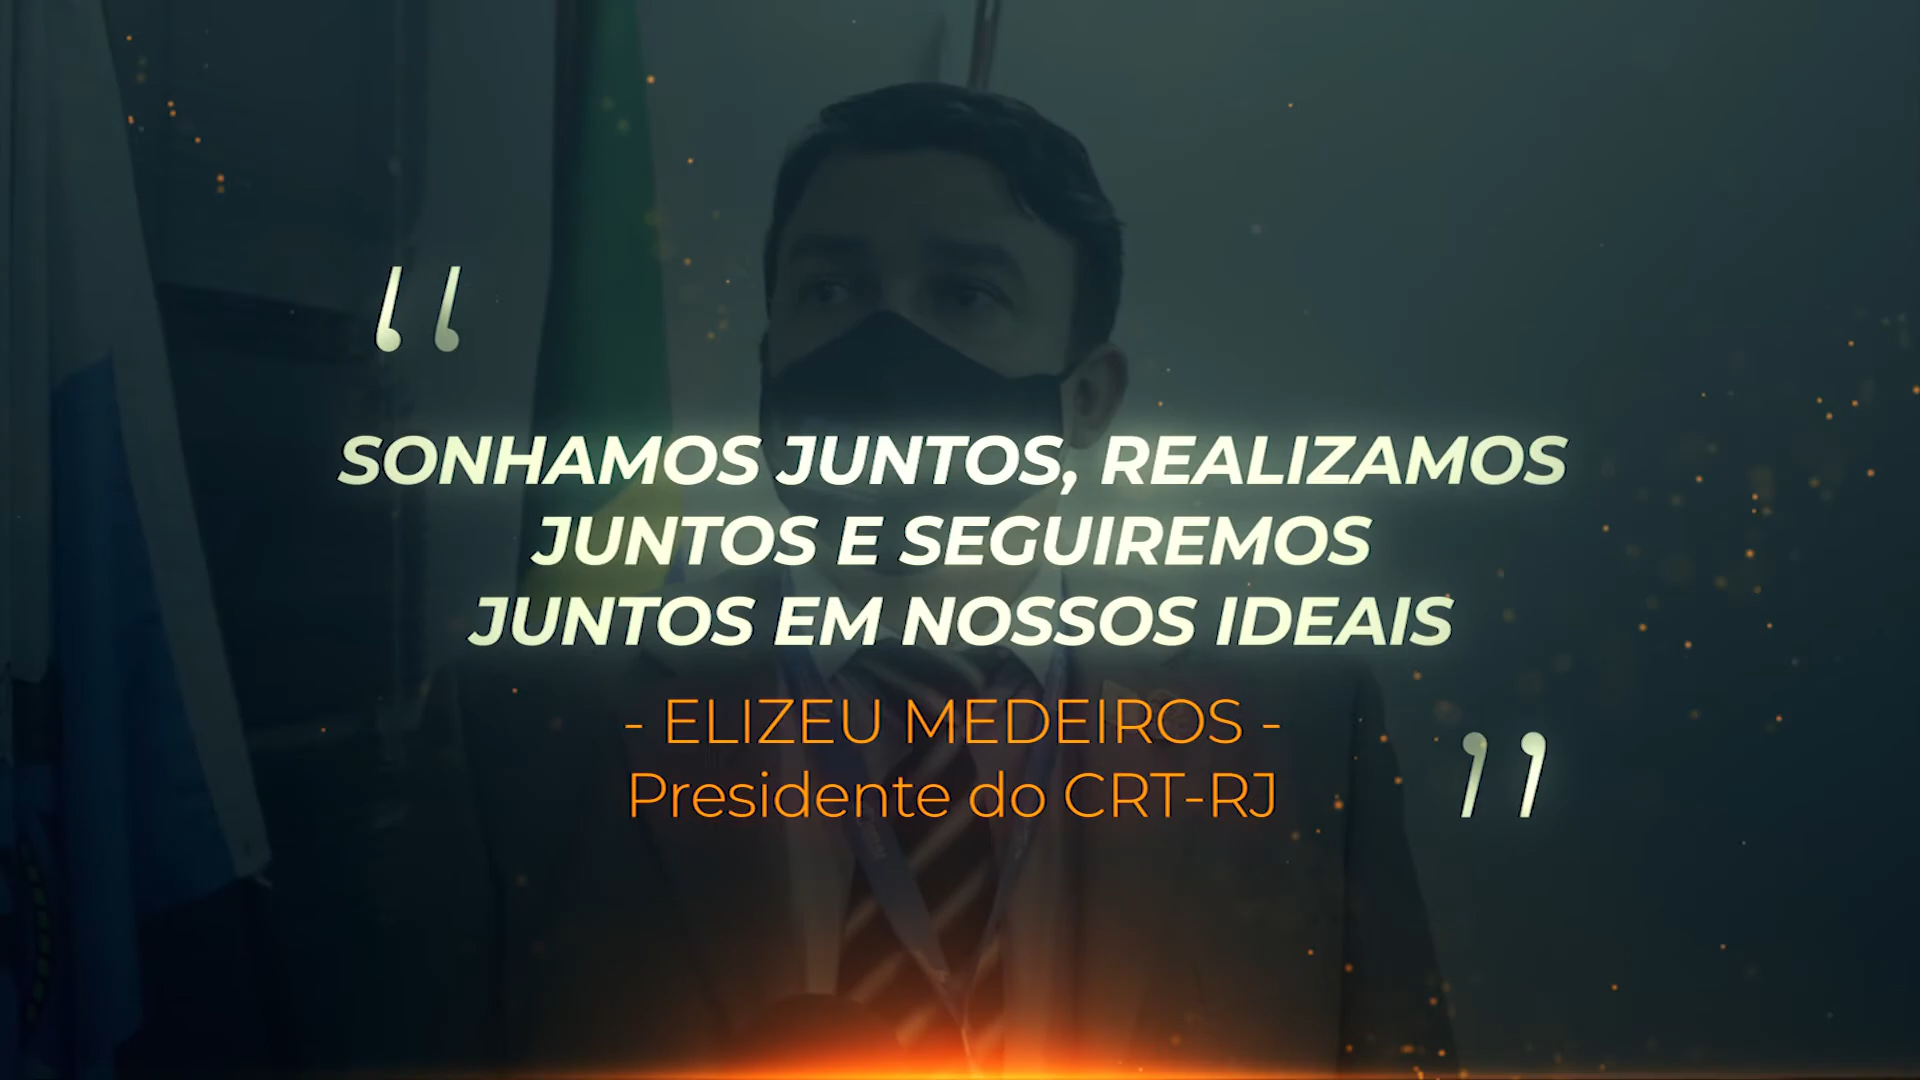 “
SONHAMOS JUNTOS, REALIZAMOS
JUNTOS E SEGUIREMOS
JUNTOS EM NOSSOS IDEAIS
- ELIZEU MEDEIROS -
Presidente do CRT-RJ
”